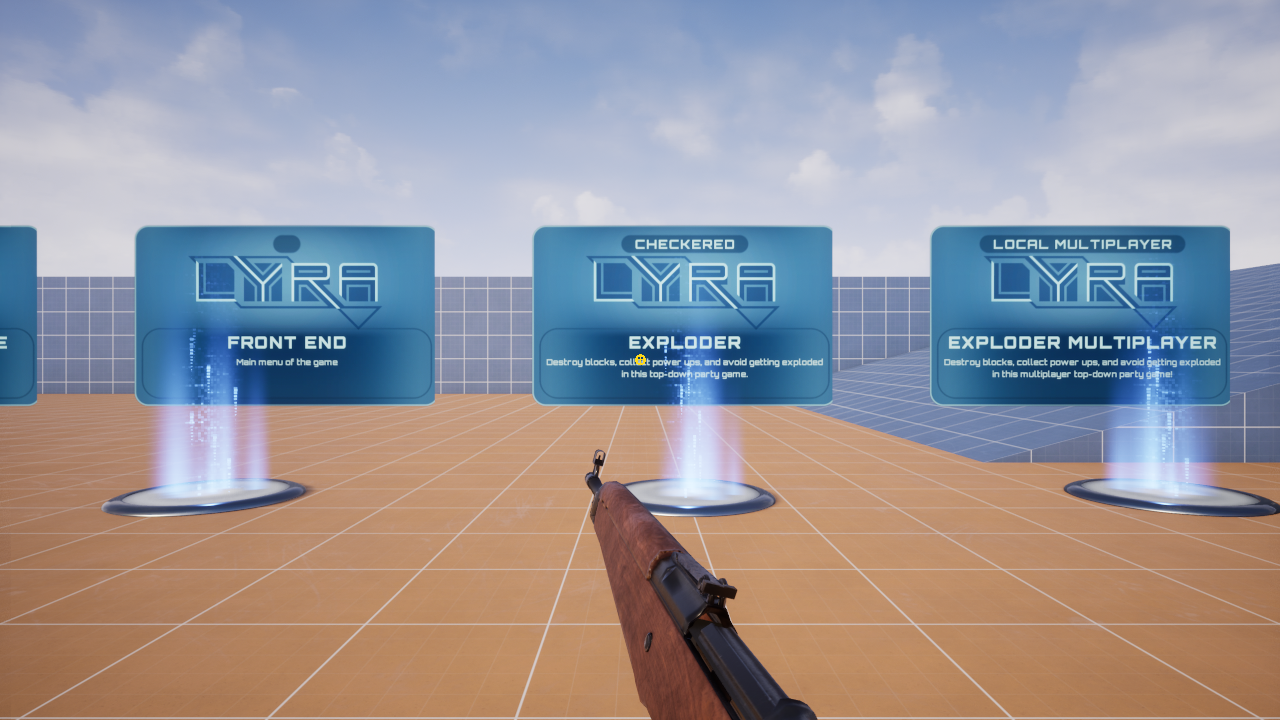 E
LYRA
FRONT END
Main menu of the game
CHECKERED
LYRA
EXPLODER
Destroy blocks, collect power ups, and avoid getting exploded
in this top-down party game.
LOCAL MULTIPLAYER
LYRA
EXPLODER MULTIPLAYER
Destroy blocks, collect power ups, and avoid getting exploded
in this multiplayer top-down party game!